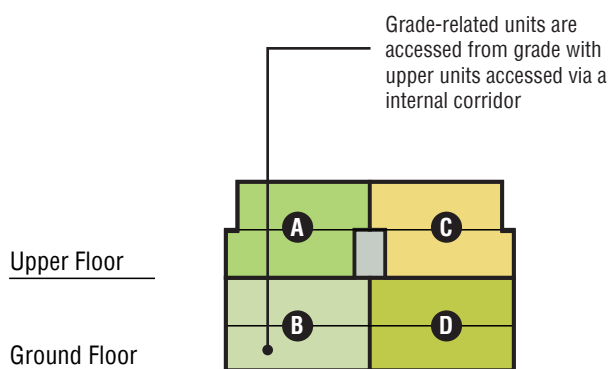 Grade-related units are
accessed from grade with
upper units accessed via a
internal corridor
A
C
Upper Floor
B
D
Ground Floor